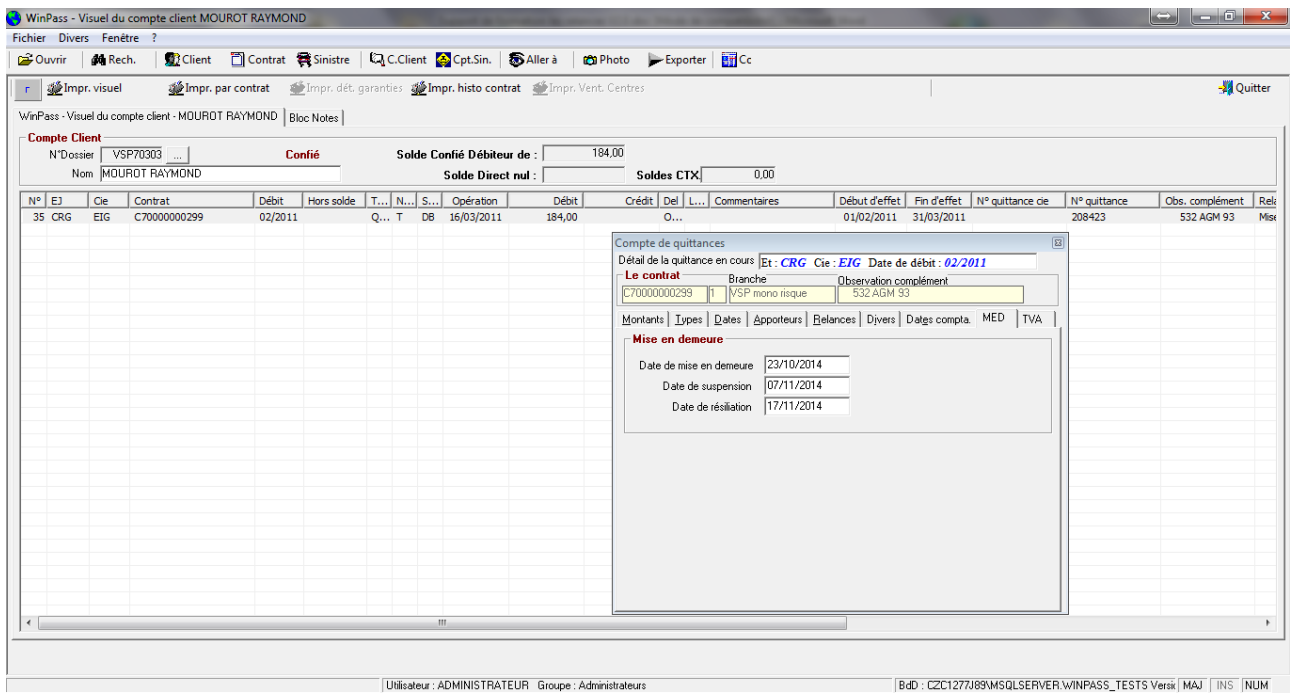 WinPass - Visuel du compte client MOUROT RAYMOND
Fichier Divers Fenêtre ?
Ouvrir Rech. Client Contrat Sinistre C.Client Cpt.Sin. Aller à Photo Exporter Cc
r Impr. visuel Impr. par contrat Impr. dét. garanties Impr. histo contrat Impr. Vent. Centres Quitter
WinPass - Visuel du compte client - MOUROT RAYMOND Bloc Notes
Compte Client
N°Dossier VSP70303 ... Confié Solde Confié Débiteur de : 184,00
Nom MOUROT RAYMOND Solde Direct nul : Soldes CTX 0,00
N° EJ Cie Contrat Débit Hors solde T... N... S... Opération Débit Crédit Del L... Commentaires Début d'effet Fin d'effet N° quittance cie N° quittance Obs. complément Rela
35 CRG EIG C70000000299 02/2011 Q... T DB 16/03/2011 184,00 O... 01/02/2011 31/03/2011 208423 532 AGM 93 Mise
Compte de quittances
Détail de la quittance en cours Et : CRG Cie : EIG Date de débit : 02/2011
Le contrat Branche Observation complément
C70000000299 1 VSP mono risque 532 AGM 93
Montants Types Dates Apporteurs Relances Divers Dates compta. MED TVA
Mise en demeure
Date de mise en demeure 23/10/2014
Date de suspension 07/11/2014
Date de résiliation 17/11/2014
Utilisateur : ADMINISTRATEUR Groupe : Administrateurs BdD : CZC1277J89\MSQLSERVER.WINPASS_TESTS Versi MAJ INS NUM